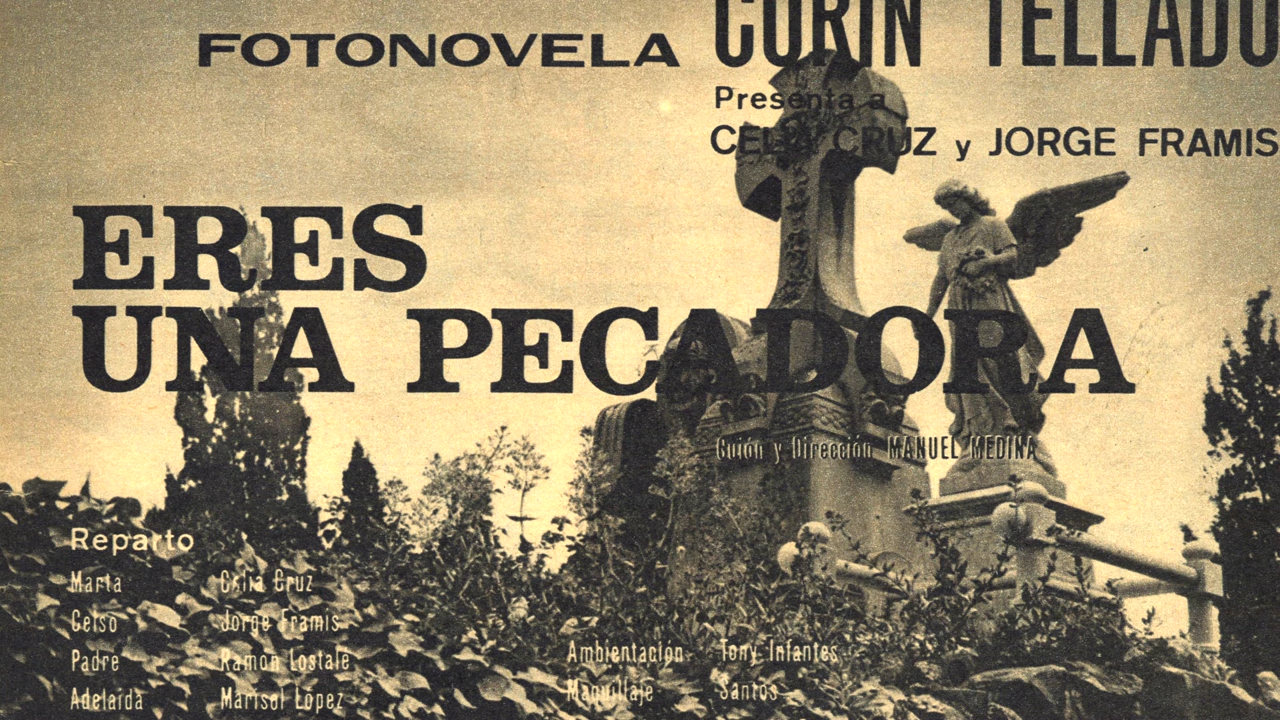 FOTONOVELA CORIN TELLADO
Presenta a
CELIA CRUZ y JORGE FRAMIS
ERES
UNA PECADORA
Guión y Dirección MANUEL MEDINA
Reparto
Marta Celia Cruz
Celso Jorge Framis
Padre Ramón Lostale
Adelaida Marisol López
Ambientación Tony Infantes
Maquillaje Santos